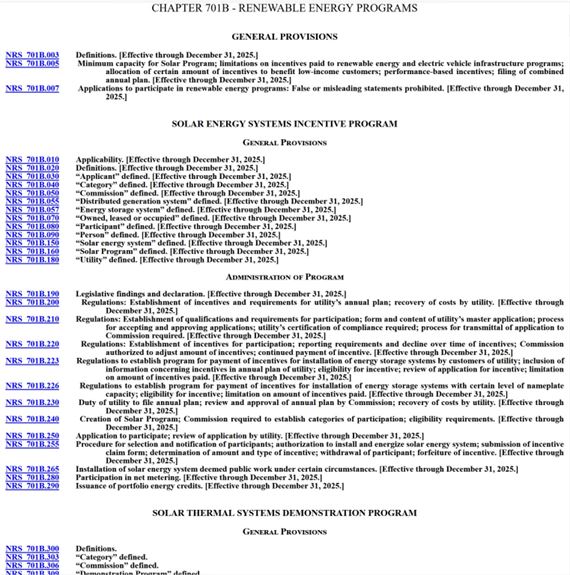 CHAPTER 701B - RENEWABLE ENERGY PROGRAMS
GENERAL PROVISIONS
NRS 701B.003 Definitions. [Effective through December 31, 2025.]
NRS 701B.005 Minimum capacity for Solar Program; limitations on incentives paid to renewable energy and electric vehicle infrastructure programs;
allocation of certain amount of incentives to benefit low-income customers; performance-based incentives; filing of combined
annual plan. [Effective through December 31, 2025.]
NRS 701B.007 Applications to participate in renewable energy programs: False or misleading statements prohibited. [Effective through December 31,
2025.]
SOLAR ENERGY SYSTEMS INCENTIVE PROGRAM
GENERAL PROVISIONS
NRS 701B.010 Applicability. [Effective through December 31, 2025.]
NRS 701B.020 Definitions. [Effective through December 31, 2025.]
NRS 701B.030 “Applicant” defined. [Effective through December 31, 2025.]
NRS 701B.040 “Category” defined. [Effective through December 31, 2025.]
NRS 701B.050 “Commission” defined. [Effective through December 31, 2025.]
NRS 701B.055 “Distributed generation system” defined. [Effective through December 31, 2025.]
NRS 701B.057 “Energy storage system” defined. [Effective through December 31, 2025.]
NRS 701B.070 “Owned, leased or occupied” defined. [Effective through December 31, 2025.]
NRS 701B.080 “Participant” defined. [Effective through December 31, 2025.]
NRS 701B.090 “Person” defined. [Effective through December 31, 2025.]
NRS 701B.150 “Solar energy system” defined. [Effective through December 31, 2025.]
NRS 701B.160 “Solar Program” defined. [Effective through December 31, 2025.]
NRS 701B.180 “Utility” defined. [Effective through December 31, 2025.]
ADMINISTRATION OF PROGRAM
NRS 701B.190 Legislative findings and declaration. [Effective through December 31, 2025.]
NRS 701B.200 Regulations: Establishment of incentives and requirements for utility’s annual plan; recovery of costs by utility. [Effective through
December 31, 2025.]
NRS 701B.210 Regulations: Establishment of qualifications and requirements for participation; form and content of utility’s master application; process
for accepting and approving applications; utility’s certification of compliance required; process for transmittal of application to
Commission required. [Effective through December 31, 2025.]
NRS 701B.220 Regulations: Establishment of incentives for participation; reporting requirements and decline over time of incentives; Commission
authorized to adjust amount of incentives; continued payment of incentive. [Effective through December 31, 2025.]
NRS 701B.223 Regulations to establish program for payment of incentives for installation of energy storage systems by customers of utility; inclusion of
information concerning incentives in annual plan of utility; eligibility for incentive; review of application for incentive; limitation
on amount of incentives paid. [Effective through December 31, 2025.]
NRS 701B.226 Regulations to establish program for payment of incentives for installation of energy storage systems with certain level of nameplate
capacity; eligibility for incentive; limitation on amount of incentives paid. [Effective through December 31, 2025.]
NRS 701B.230 Duty of utility to file annual plan; review and approval of annual plan by Commission; recovery of costs by utility. [Effective through
December 31, 2025.]
NRS 701B.240 Creation of Solar Program; Commission required to establish categories of participation; eligibility requirements. [Effective through
December 31, 2025.]
NRS 701B.250 Application to participate; review of application by utility. [Effective through December 31, 2025.]
NRS 701B.255 Procedure for selection and notification of participants; authorization to install and energize solar energy system; submission of incentive
claim form; determination of amount and type of incentive; withdrawal of participant; forfeiture of incentive. [Effective through
December 31, 2025.]
NRS 701B.265 Installation of solar energy system deemed public work under certain circumstances. [Effective through December 31, 2025.]
NRS 701B.280 Participation in net metering. [Effective through December 31, 2025.]
NRS 701B.290 Issuance of portfolio energy credits. [Effective through December 31, 2025.]
SOLAR THERMAL SYSTEMS DEMONSTRATION PROGRAM
GENERAL PROVISIONS
NRS 701B.300 Definitions.
NRS 701B.303 “Category” defined.
NRS 701B.306 “Commission” defined.
NRS 701B.309 “Demonstration Program” defined.